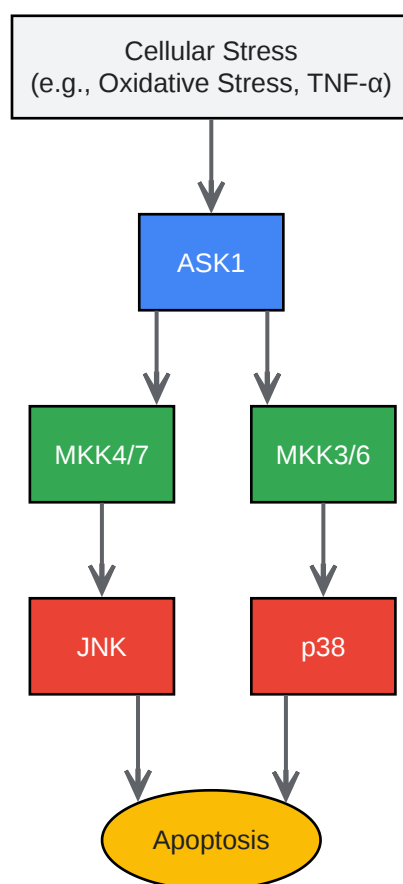 Cellular Stress
(e.g., Oxidative Stress, TNF-α)
ASK1
MKK4/7
MKK3/6
JNK
p38
Apoptosis